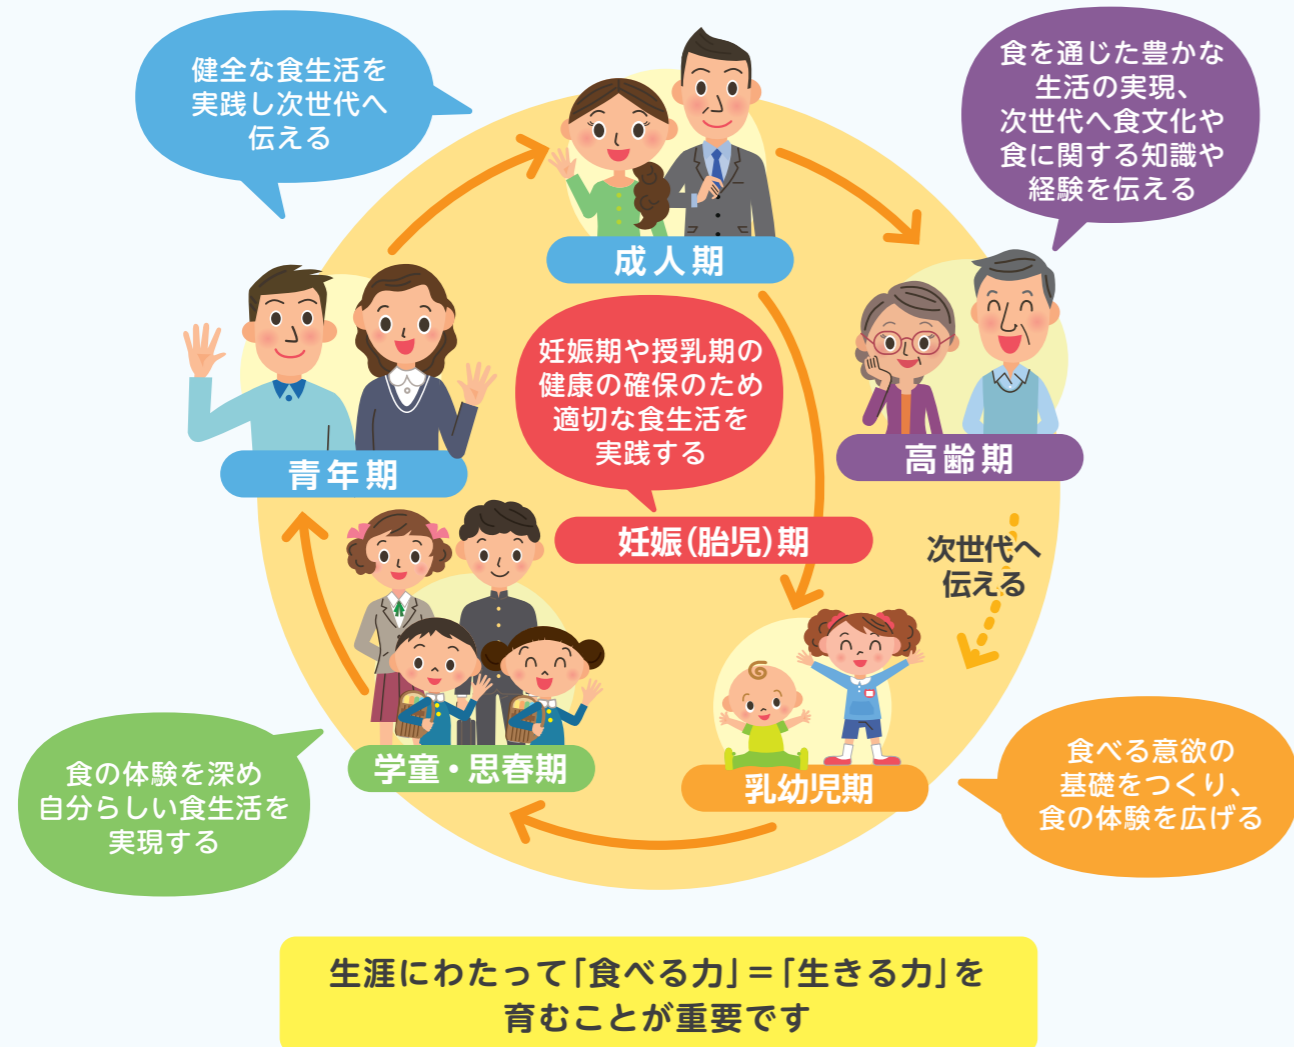 健全な食生活を
実践し次世代へ
伝える
食を通じた豊かな
生活の実現、
次世代へ食文化や
食に関する知識や
経験を伝える
成人期
妊娠期や授乳期の
健康の確保のため
適切な食生活を
実践する
青年期
高齢期
妊娠(胎児)期
次世代へ
伝える
食の体験を深め
自分らしい食生活を
実現する
学童・思春期
乳幼児期
食べる意欲の
基礎をつくり、
食の体験を広げる
生涯にわたって「食べる力」=「生きる力」を
育むことが重要です